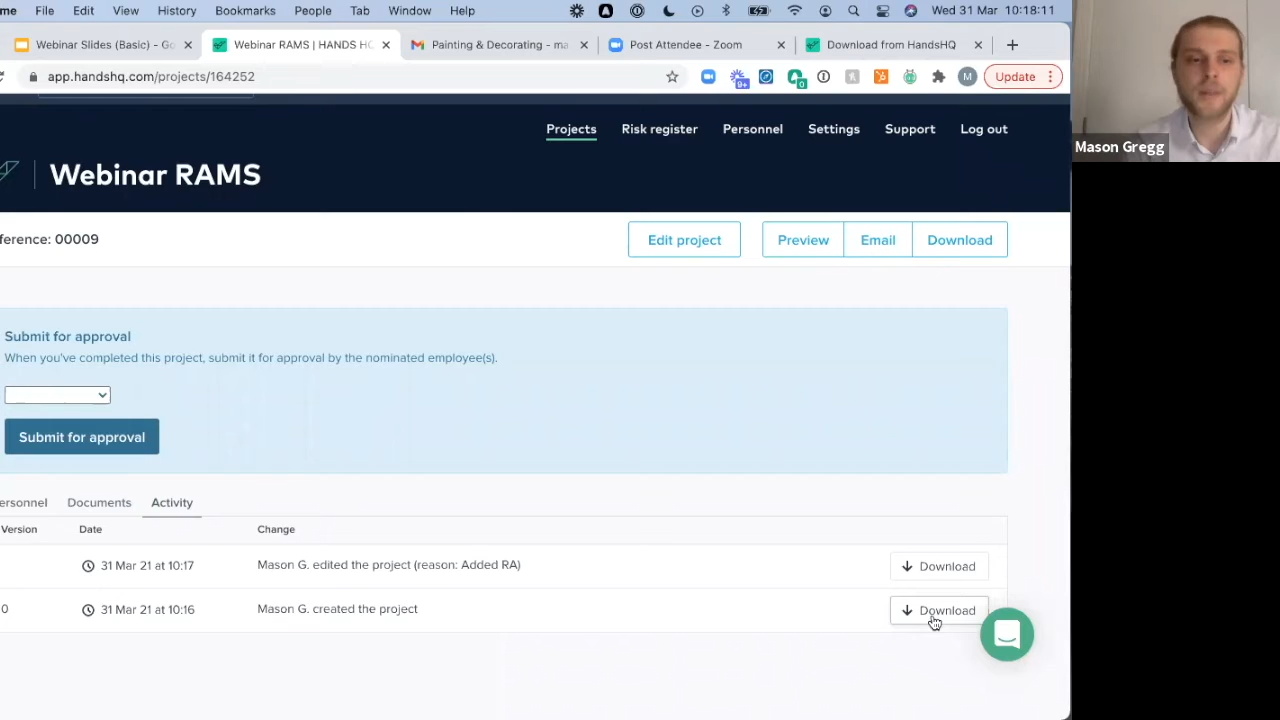 me File Edit View History Bookmarks People Tab Window Help Wed 31 Mar 10:18:11
Webinar Slides (Basic) - Go Webinar RAMS | HANDS HQ Painting & Decorating - ma Post Attendee - Zoom Download from HandsHQ
app.handshq.com/projects/164252 9+ 0 M Update
Mason Gregg
Projects Risk register Personnel Settings Support Log out
Webinar RAMS
ference: 00009 Edit project Preview Email Download
Submit for approval
When you've completed this project, submit it for approval by the nominated employee(s).
Submit for approval
ersonnel Documents Activity
Version Date Change
31 Mar 21 at 10:17 Mason G. edited the project (reason: Added RA) Download
0 31 Mar 21 at 10:16 Mason G. created the project Download